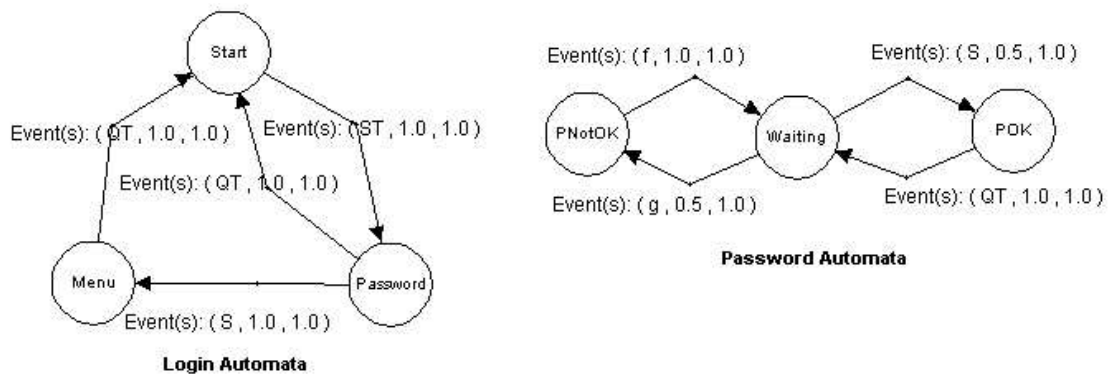 Start
Event(s): ( QT , 1.0 , 1.0 )
Event(s): ( ST , 1.0 , 1.0 )
Event(s): ( QT , 1.0 , 1.0 )
Menu
Password
Event(s): ( S , 1.0 , 1.0 )
Login Automata
Event(s): ( f , 1.0 , 1.0 )
Event(s): ( S , 0.5 , 1.0 )
PNotOK
Waiting
POK
Event(s): ( g , 0.5 , 1.0 )
Event(s): ( QT , 1.0 , 1.0 )
Password Automata